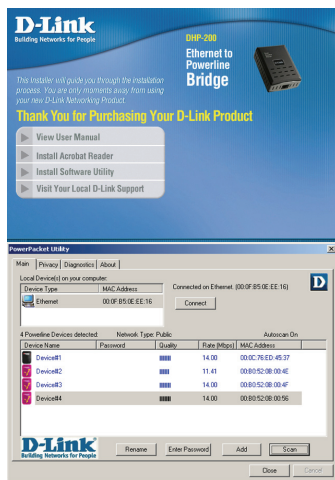 D-Link
Building Networks for People
DHP-200
Ethernet to
Powerline
Bridge
This Installer will guide you through the installation
process. You are only moments away from using
your new D-Link Networking Product.
Thank You for Purchasing Your D-Link Product
View User Manual
Install Acrobat Reader
Install Software Utility
Visit Your Local D-Link Support
PowerPacket Utility
Main Privacy Diagnostics About
Local Device(s) on your computer:
Device Type MAC Address
Ethernet 00:0F:B5:0E:EE:16
Connected on Ethernet (00:0F:B5:0E:EE:16)
Connect
D
4 Powerline Devices detected: Network Type: Public Autoscan On
Device Name Password Quality Rate (Mbps) MAC Address
Device#1 14.00 00:0C:76:ED:45:37
Device#2 11.41 00:80:52:0B:00:4E
Device#3 14.00 00:80:52:0B:00:4F
Device#4 14.00 00:80:52:0B:00:56
D-Link
Building Networks for People
Rename Enter Password Add Scan
Close Cancel